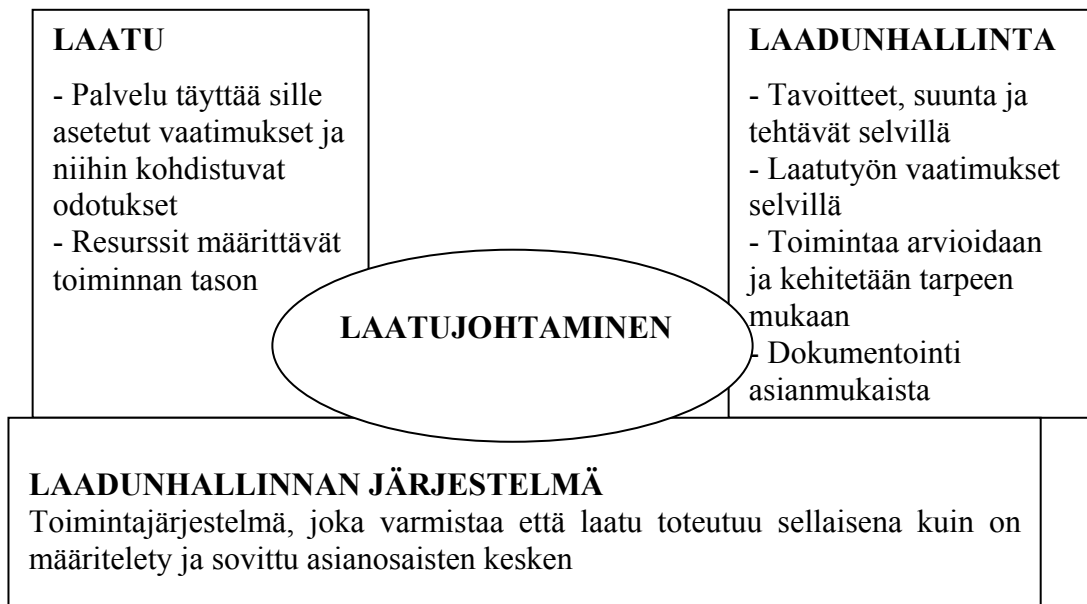 LAATU
- Palvelu täyttää sille
asetetut vaatimukset ja
niihin kohdistuvat
odotukset
- Resurssit määrittävät
toiminnan tason
LAADUNHALLINTA
- Tavoitteet, suunta ja
tehtävät selvillä
- Laatutyön vaatimukset
selvillä
- Toimintaa arvioidaan
ja kehitetään tarpeen
mukaan
- Dokumentointi
asianmukaista
LAATUJOHTAMINEN
LAADUNHALLINNAN JÄRJESTELMÄ
Toimintajärjestelmä, joka varmistaa että laatu toteutuu sellaisena kuin on
määritelety ja sovittu asianosaisten kesken